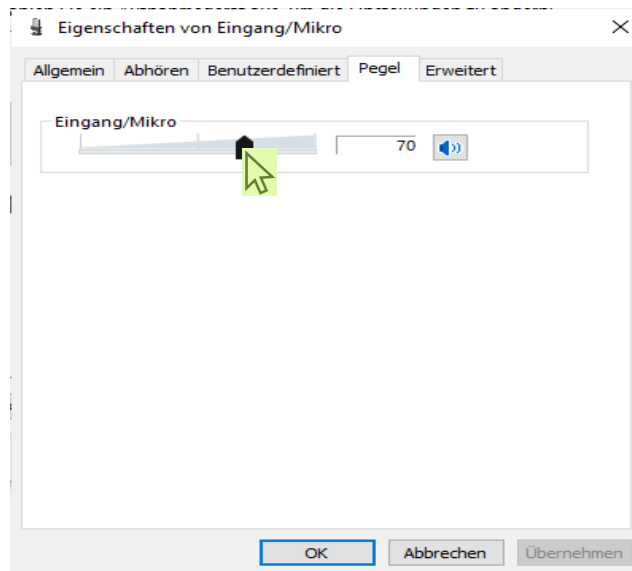 Eigenschaften von Eingang/Mikro
Allgemein Abhören Benutzerdefiniert Pegel Erweitert
Eingang/Mikro
70
OK Abbrechen Übernehmen